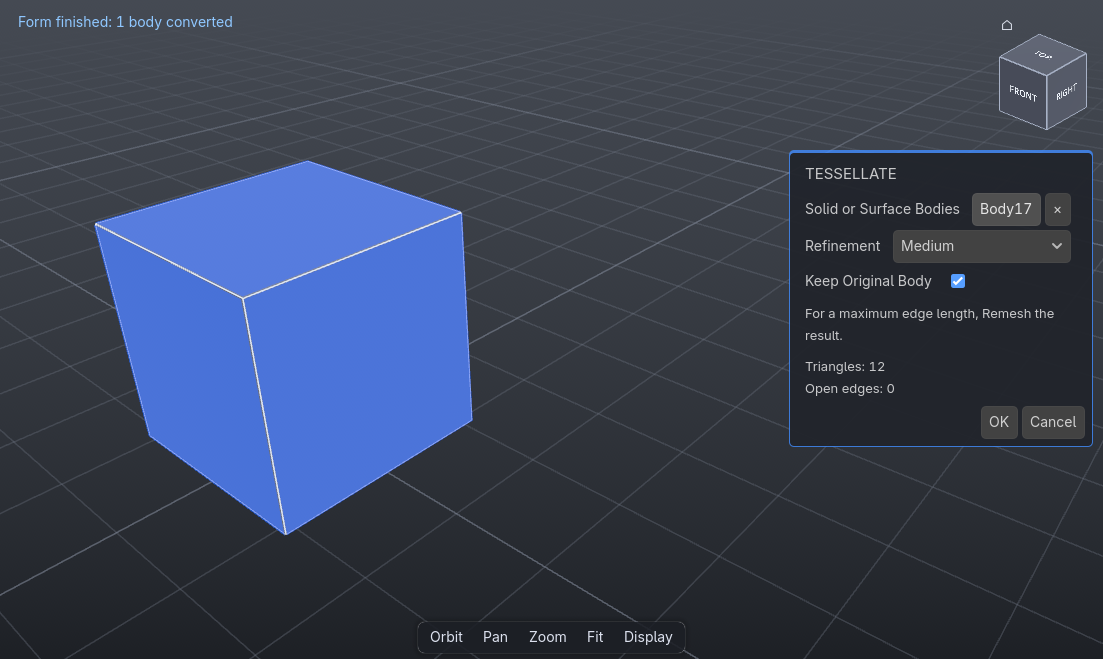 Form finished: 1 body converted
TOP
FRONT
RIGHT
TESSELLATE
Solid or Surface Bodies Body17 ×
Refinement Medium
Keep Original Body
For a maximum edge length, Remesh the
result.
Triangles: 12
Open edges: 0
OK Cancel
Orbit Pan Zoom Fit Display